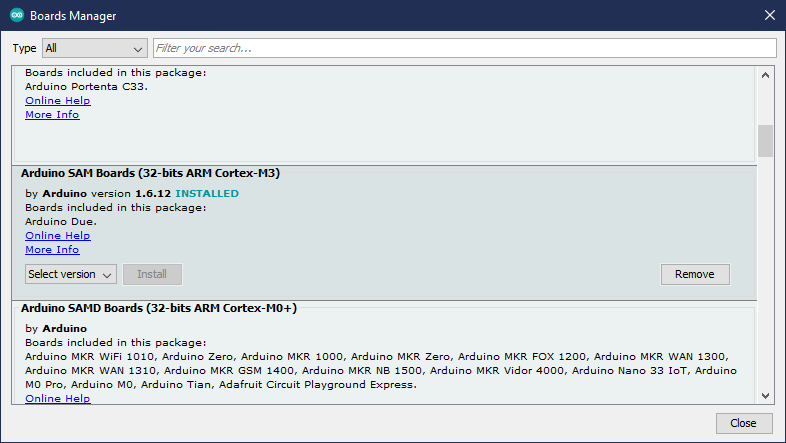 Boards Manager
Type All Filter your search...
Boards included in this package:
Arduino Portenta C33.
Online Help
More Info
Arduino SAM Boards (32-bits ARM Cortex-M3)
by Arduino version 1.6.12 INSTALLED
Boards included in this package:
Arduino Due.
Online Help
More Info
Select version Install Remove
Arduino SAMD Boards (32-bits ARM Cortex-M0+)
by Arduino
Boards included in this package:
Arduino MKR WiFi 1010, Arduino Zero, Arduino MKR 1000, Arduino MKR Zero, Arduino MKR FOX 1200, Arduino MKR WAN 1300,
Arduino MKR WAN 1310, Arduino MKR GSM 1400, Arduino MKR NB 1500, Arduino MKR Vidor 4000, Arduino Nano 33 IoT, Arduino
M0 Pro, Arduino M0, Arduino Tian, Adafruit Circuit Playground Express.
Online Help
Close